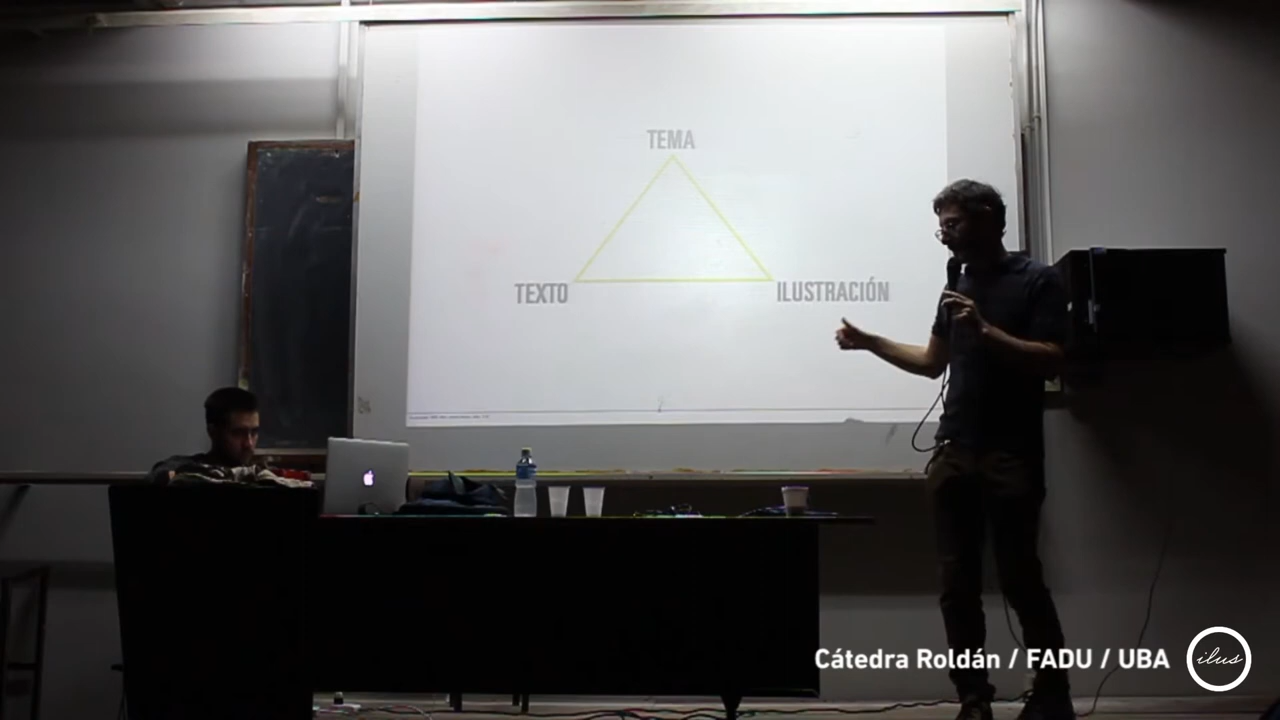 TEMA
TEXTO
ILUSTRACIÓN
Cátedra Roldán / FADU / UBA
ilus